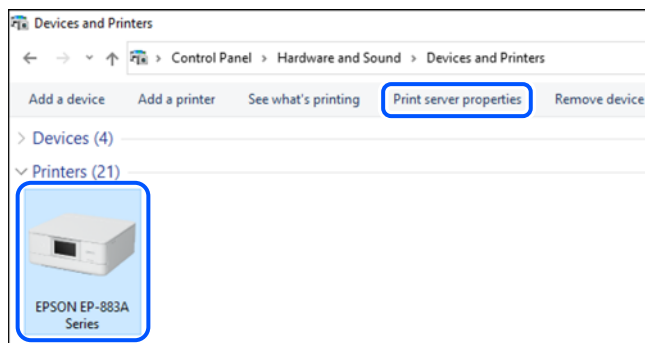 Devices and Printers
Control Panel > Hardware and Sound > Devices and Printers
Add a device Add a printer See what's printing Print server properties Remove device
Devices (4)
Printers (21)
EPSON EP-883A
Series